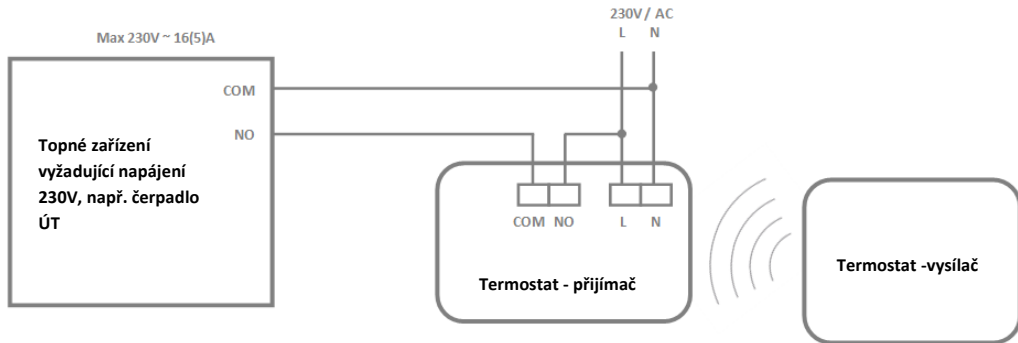 230V/ AC
L N
Max 230V ~ 16(5)A
COM
NO
Topné zařízení
vyžadující napájení
230V, např. čerpadlo
ÚT
COM NO L N
Termostat - přijímač
Termostat -vysílač